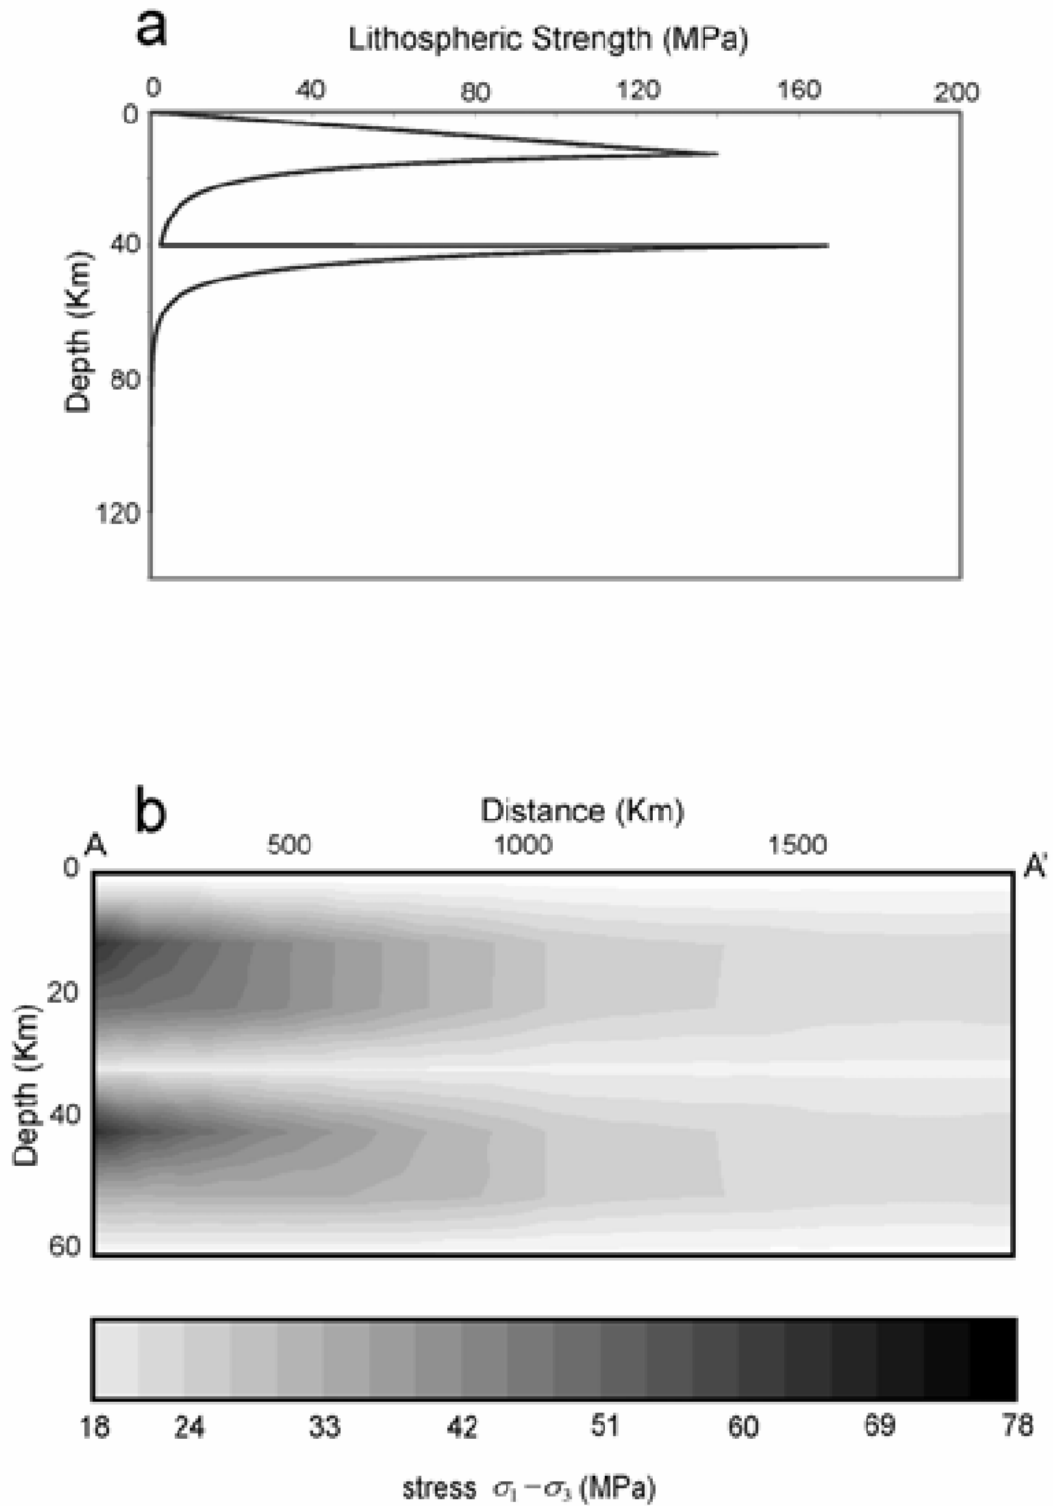 a
Lithospheric Strength (MPa)
0 40 80 120 160 200
0
40
80
120
Depth (Km)
b
Distance (Km)
A 500 1000 1500 A'
0
20
40
60
Depth (Km)
18 24 33 42 51 60 69 78
stress σ₁ − σ₃ (MPa)